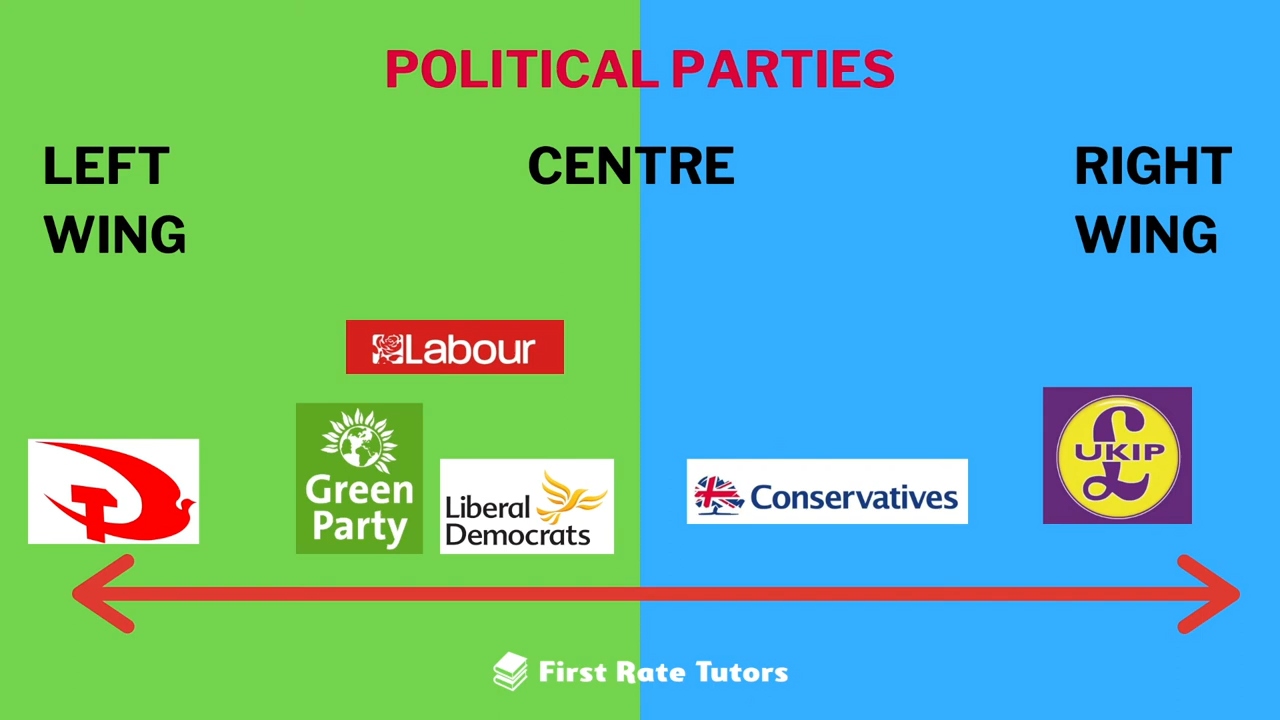 POLITICAL PARTIES
LEFT
WING
CENTRE
RIGHT
WING
Labour
Green
Party
Liberal
Democrats
Conservatives
UKIP
First Rate Tutors